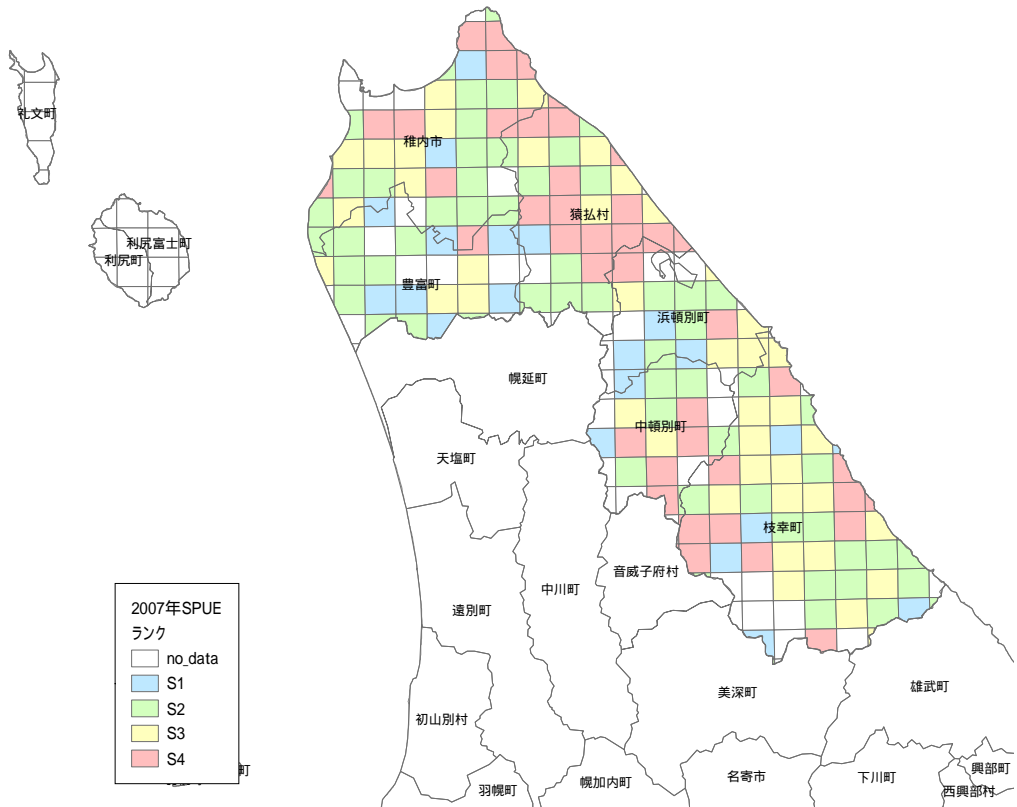 礼文町
稚内市
猿払村
利尻富士町
利尻町
豊富町
浜頓別町
幌延町
中頓別町
天塩町
枝幸町
音威子府村
中川町
遠別町
2007年SPUE
ランク
no_data
S1
S2
S3
S4
美深町
雄武町
初山別村
町
羽幌町
幌加内町
名寄市
下川町
興部町
西興部村